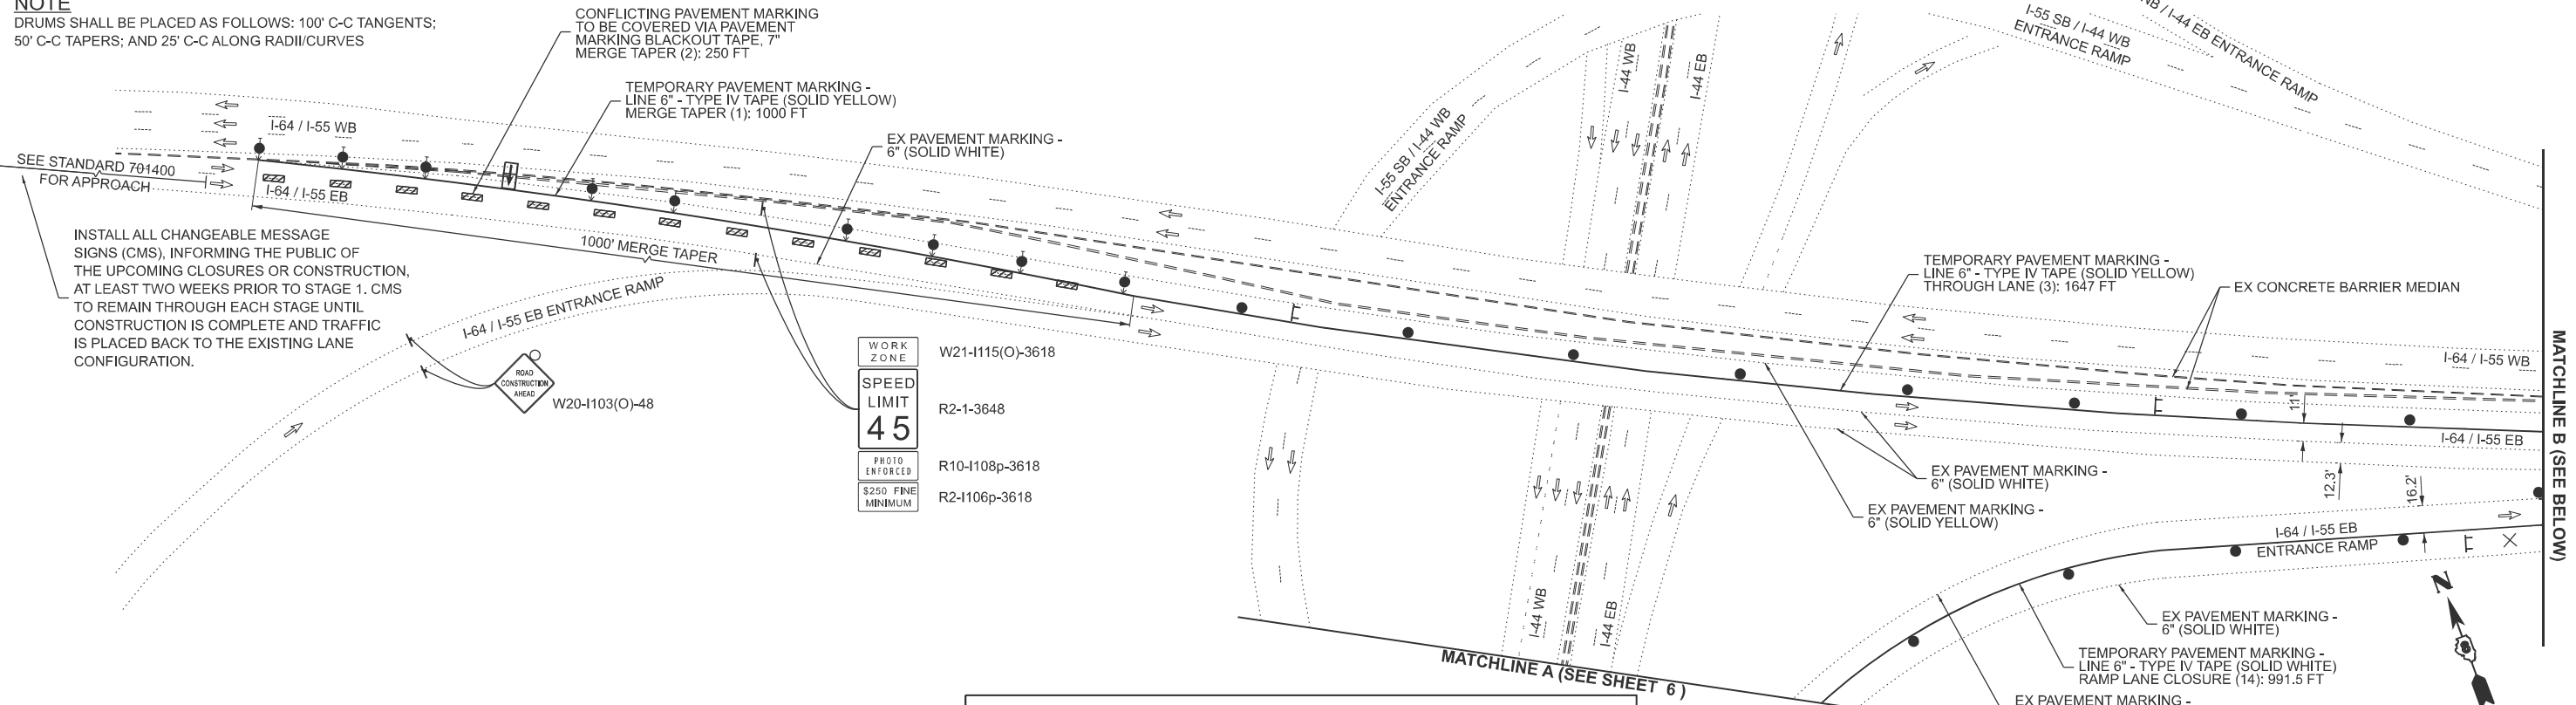 NOTE
DRUMS SHALL BE PLACED AS FOLLOWS: 100' C-C TANGENTS;
50' C-C TAPERS; AND 25' C-C ALONG RADII/CURVES
CONFLICTING PAVEMENT MARKING
TO BE COVERED VIA PAVEMENT
MARKING BLACKOUT TAPE, 7"
MERGE TAPER (2): 250 FT
TEMPORARY PAVEMENT MARKING -
LINE 6" - TYPE IV TAPE (SOLID YELLOW)
MERGE TAPER (1): 1000 FT
EX PAVEMENT MARKING -
6" (SOLID WHITE)
I-64 / I-55 WB
SEE STANDARD 701400
FOR APPROACH
I-64 / I-55 EB
1000' MERGE TAPER
INSTALL ALL CHANGEABLE MESSAGE
SIGNS (CMS), INFORMING THE PUBLIC OF
THE UPCOMING CLOSURES OR CONSTRUCTION,
AT LEAST TWO WEEKS PRIOR TO STAGE 1. CMS
TO REMAIN THROUGH EACH STAGE UNTIL
CONSTRUCTION IS COMPLETE AND TRAFFIC
IS PLACED BACK TO THE EXISTING LANE
CONFIGURATION.
I-64 / I-55 EB ENTRANCE RAMP
ROAD
CONSTRUCTION
AHEAD
W20-I103(O)-48
WORK
ZONE
W21-I115(O)-3618
SPEED
LIMIT
45
R2-1-3648
PHOTO
ENFORCED
R10-I108p-3618
$250 FINE
MINIMUM
R2-I106p-3618
I-55 SB / I-44 WB
ENTRANCE RAMP
I-44 WB
I-44 EB
I-55 SB / I-44 WB
ENTRANCE RAMP
NB / I-44 EB ENTRANCE RAMP
TEMPORARY PAVEMENT MARKING -
LINE 6" - TYPE IV TAPE (SOLID YELLOW)
THROUGH LANE (3): 1647 FT
EX CONCRETE BARRIER MEDIAN
I-64 / I-55 WB
11'
I-64 / I-55 EB
12.3'
16.2'
EX PAVEMENT MARKING -
6" (SOLID WHITE)
EX PAVEMENT MARKING -
6" (SOLID YELLOW)
I-64 / I-55 EB
ENTRANCE RAMP
I-44 WB
I-44 EB
MATCHLINE A (SEE SHEET 6 )
MATCHLINE B (SEE BELOW)
EX PAVEMENT MARKING -
6" (SOLID WHITE)
TEMPORARY PAVEMENT MARKING -
LINE 6" - TYPE IV TAPE (SOLID WHITE)
RAMP LANE CLOSURE (14): 991.5 FT
EX PAVEMENT MARKING -
N